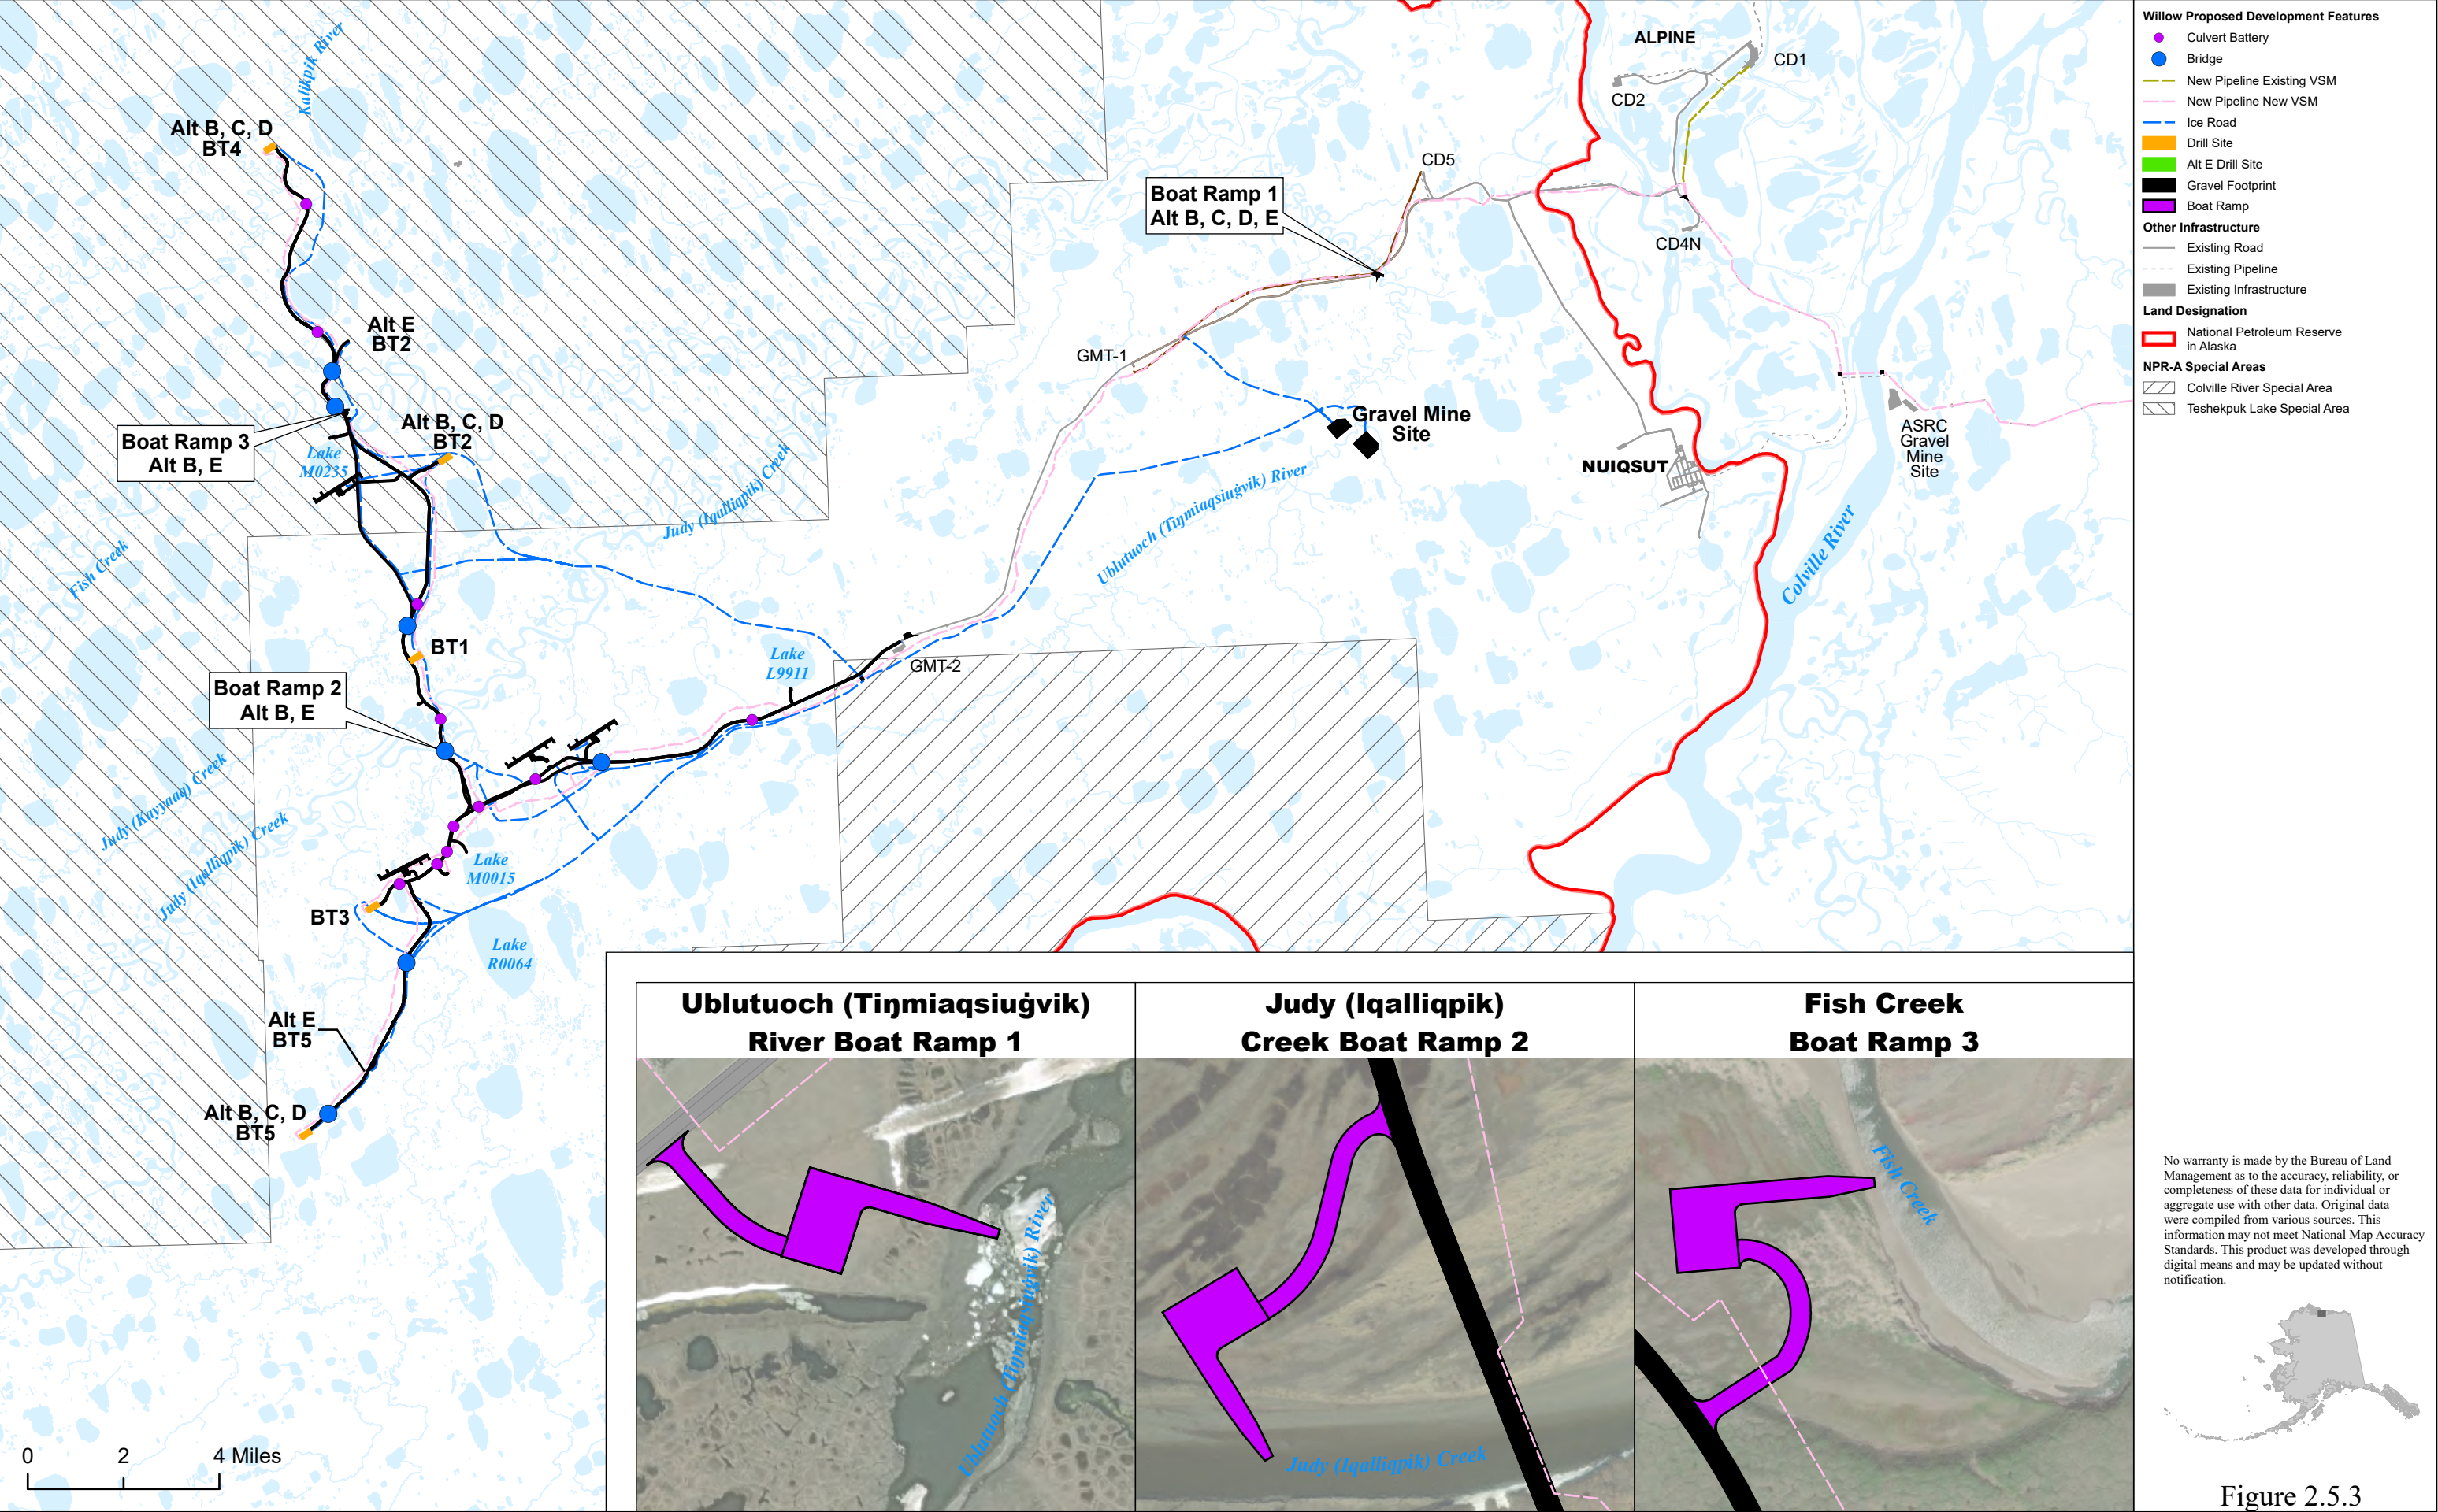 Kalikpik River
Alt B, C, D
BT4
Alt E
BT2
Boat Ramp 3
Alt B, E
Alt B, C, D
BT2
Lake
M0235
Fish Creek
Judy (Iqalliqpik) Creek
BT1
Boat Ramp 2
Alt B, E
Judy (Kayyaaq) Creek
Judy (Iqalliqpik) Creek
Lake
L9911
Lake
M0015
BT3
Lake
R0064
Alt E
BT5
Alt B, C, D
BT5
0 2 4 Miles
Boat Ramp 1
Alt B, C, D, E
CD5
GMT-1
GMT-2
Gravel Mine
Site
Ublutuoch (Tiŋmiaqsiuġvik) River
ALPINE
CD1
CD2
CD4N
NUIQSUT
Colville River
ASRC
Gravel
Mine
Site
Ublutuoch (Tiŋmiaqsiuġvik)
River Boat Ramp 1
Ublutuoch (Tiŋmiaqsiuġvik) River
Judy (Iqalliqpik)
Creek Boat Ramp 2
Judy (Iqalliqpik) Creek
Fish Creek
Boat Ramp 3
Fish Creek
Willow Proposed Development Features
Culvert Battery
Bridge
New Pipeline Existing VSM
New Pipeline New VSM
Ice Road
Drill Site
Alt E Drill Site
Gravel Footprint
Boat Ramp
Other Infrastructure
Existing Road
Existing Pipeline
Existing Infrastructure
Land Designation
National Petroleum Reserve
in Alaska
NPR-A Special Areas
Colville River Special Area
Teshekpuk Lake Special Area
No warranty is made by the Bureau of Land
Management as to the accuracy, reliability, or
completeness of these data for individual or
aggregate use with other data. Original data
were compiled from various sources. This
information may not meet National Map Accuracy
Standards. This product was developed through
digital means and may be updated without
notification.
Figure 2.5.3